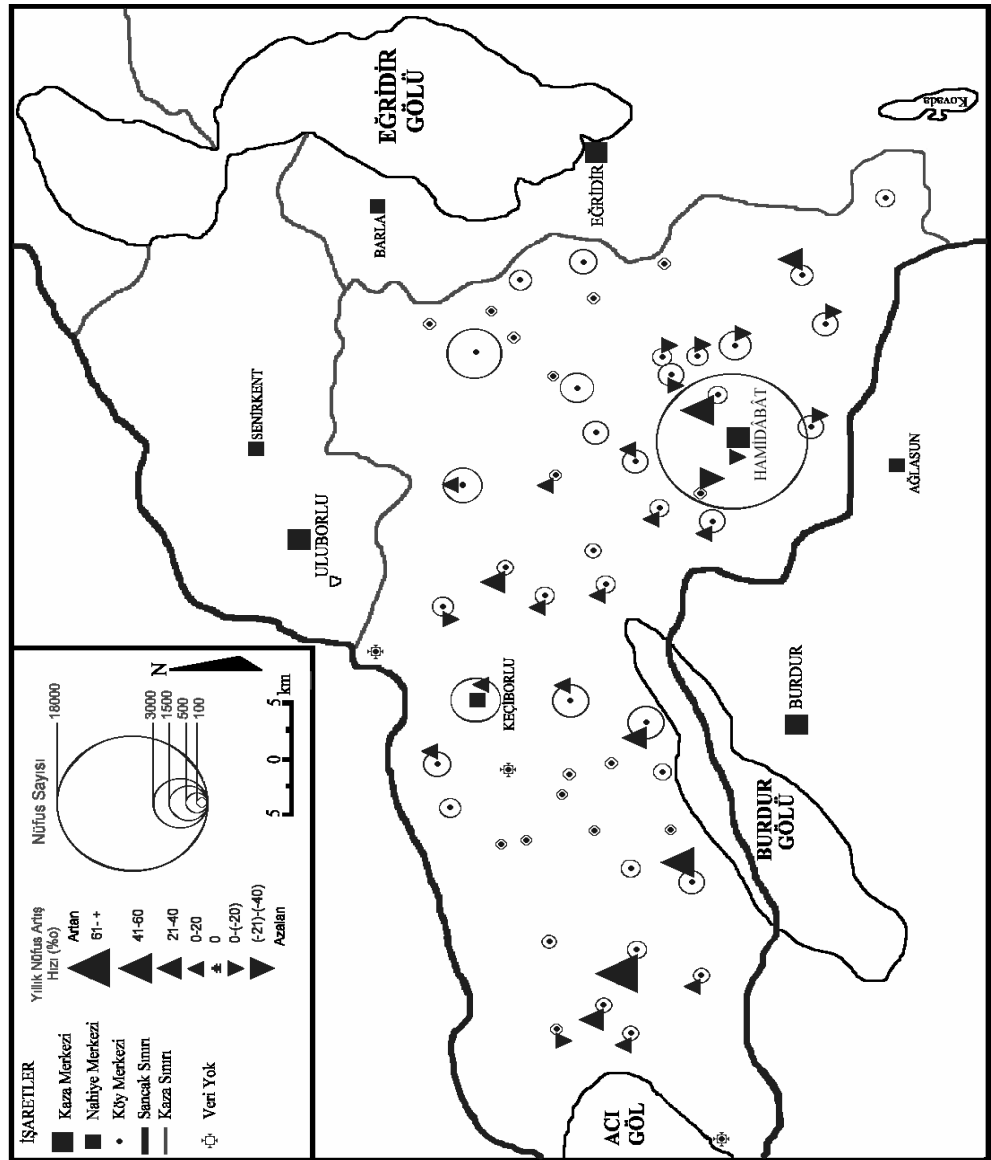 İŞARETLER
Kaza Merkezi
Nahiye Merkezi
Köy Merkezi
Sancak Sınırı
Kaza Sınırı
Veri Yok
Yıllık Nüfus Artış
Hızı (%o)
Artan
61- +
41-60
21-40
0-20
0
0-(-20)
(-21)-(-40)
Azalan
Nüfus Sayısı
18000
3000
1500
500
100
N
5
0
5 km
SENİRKENT
ULUBORLU
BARLA
EĞRİDİR
GÖLÜ
EĞRİDİR
Kovada
KEÇİBORLU
HAMİDÂBÂT
AĞLASUN
BURDUR
BURDUR
GÖLÜ
ACI
GÖL